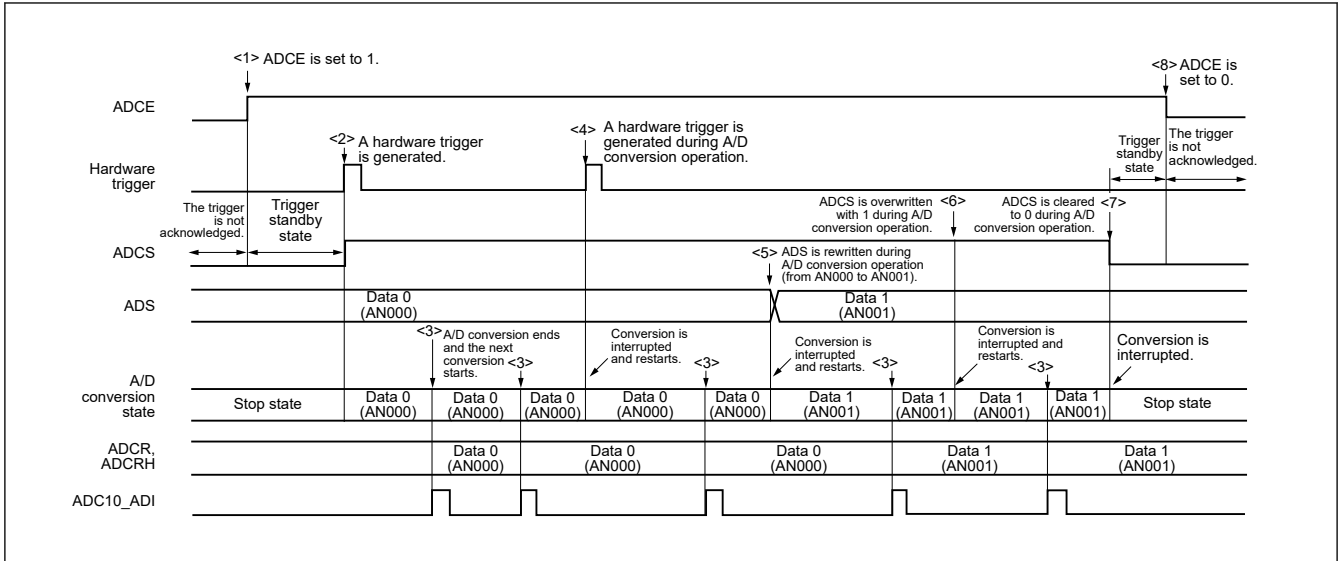 <1> ADCE is set to 1.
<8> ADCE is
set to 0.
ADCE
<2> A hardware trigger
is generated.
<4> A hardware trigger is
generated during A/D
conversion operation.
Trigger
standby
state
The trigger
is not
acknowledged.
Hardware
trigger
The trigger
is not
acknowledged.
Trigger
standby
state
ADCS is overwritten <6>
with 1 during A/D
conversion operation.
ADCS is cleared <7>
to 0 during A/D
conversion operation.
ADCS
<5> ADS is rewritten during
A/D conversion operation
(from AN000 to AN001).
ADS
Data 0
(AN000)
Data 1
(AN001)
<3> A/D conversion ends
and the next
conversion <3>
starts.
Conversion is
interrupted
and restarts.
<3>
Conversion is
interrupted
and restarts.
<3>
Conversion is
interrupted and
restarts.
<3>
Conversion is
interrupted.
A/D
conversion
state
Stop state
Data 0
(AN000)
Data 0
(AN000)
Data 0
(AN000)
Data 0
(AN000)
Data 0
(AN000)
Data 1
(AN001)
Data 1
(AN001)
Data 1
(AN001)
Data 1
(AN001)
Stop state
ADCR,
ADCRH
Data 0
(AN000)
Data 0
(AN000)
Data 0
(AN000)
Data 1
(AN001)
Data 1
(AN001)
ADC10_ADI